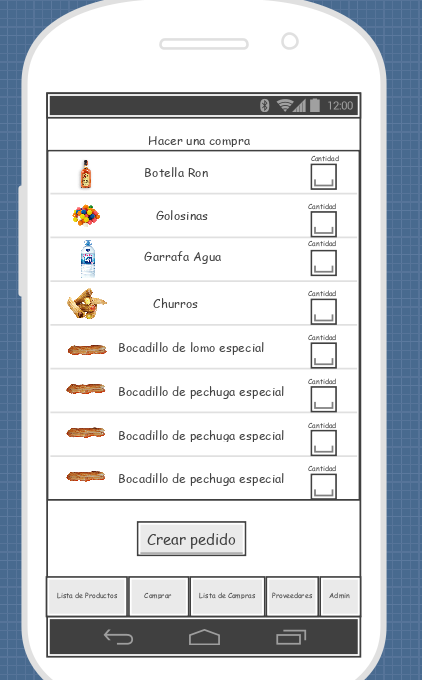 12:00
Hacer una compra
Cantidad
Botella Ron
Cantidad
Golosinas
Cantidad
Garrafa Agua
Cantidad
Churros
Cantidad
Bocadillo de lomo especial
Cantidad
Bocadillo de pechuga especial
Cantidad
Bocadillo de pechuga especial
Cantidad
Bocadillo de pechuga especial
Crear pedido
Lista de Productos Comprar Lista de Compras Proveedores Admin